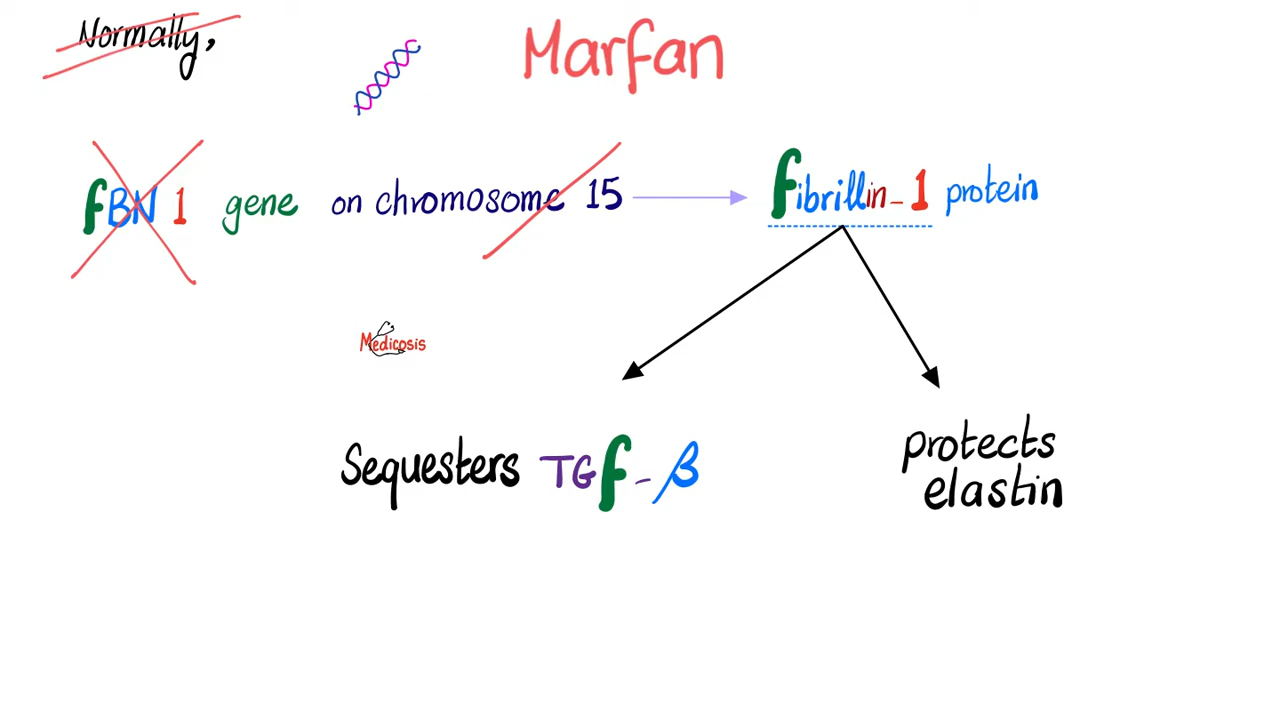 Normally,
Marfan
fBN 1 gene on chromosome 15
fibrillin-1 protein
Medicosis
Sequesters TGf-β
protects
elastin